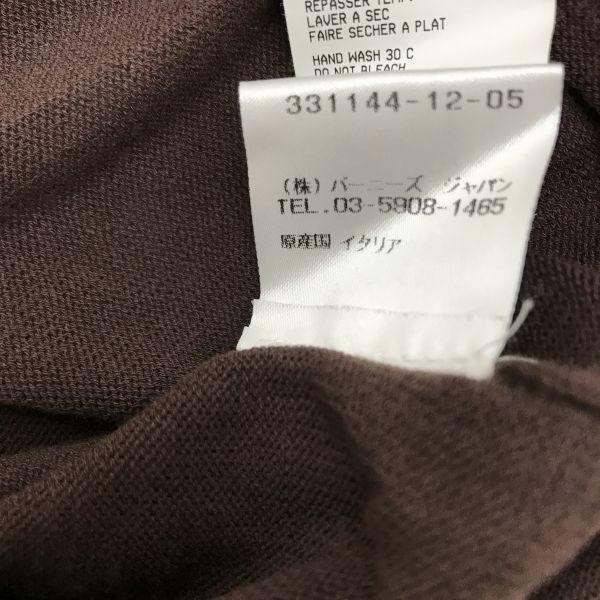 REPASSER
LAVER A SEC
FAIRE SECHER A PLAT
HAND WASH 30 C
DO NOT BLEACH
331144-12-05
(株) バーニーズ ジャパン
TEL.03-5908-1465
原産国 イタリア